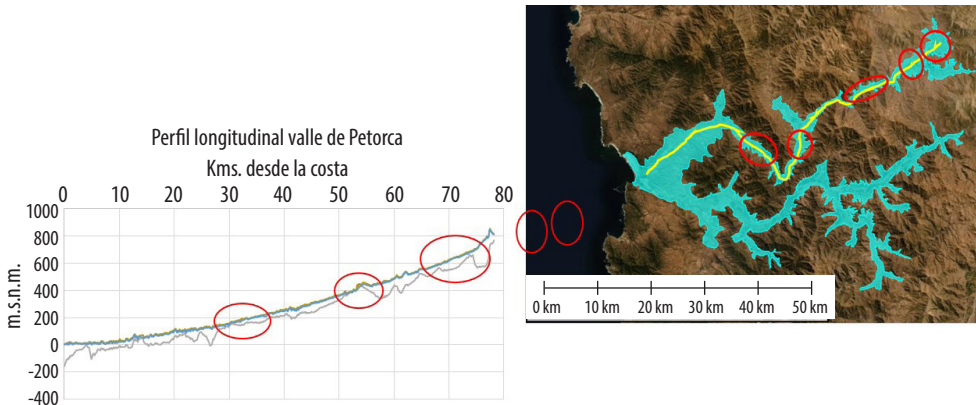 Perfil longitudinal valle de Petorca
Kms. desde la costa
0 10 20 30 40 50 60 70 80
1000
800
600
400
200
0
-200
-400
m.s.n.m.
0 km 10 km 20 km 30 km 40 km 50 km